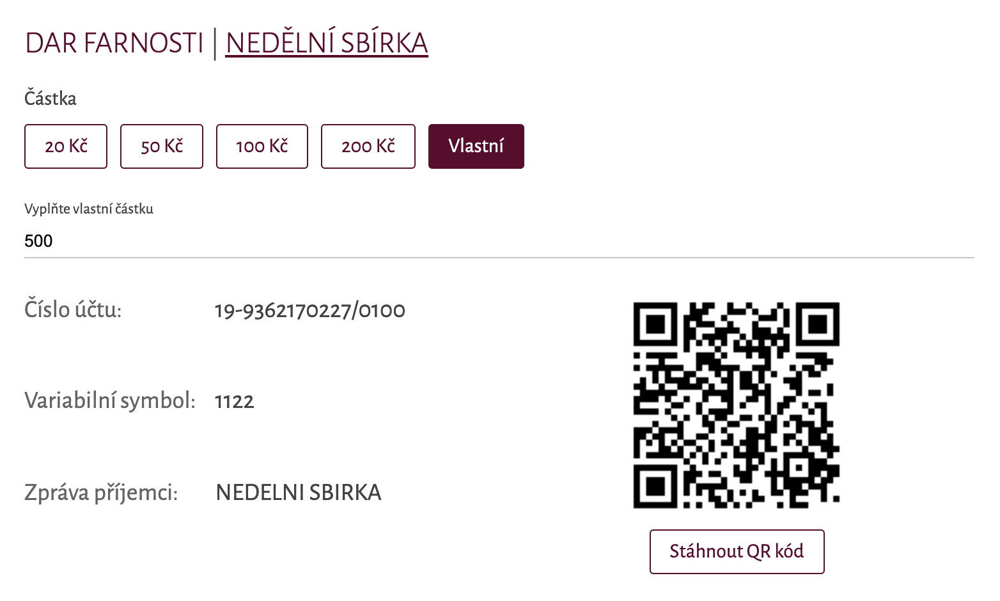 DAR FARNOSTI | NEDĚLNÍ SBÍRKA
Částka
20 Kč 50 Kč 100 Kč 200 Kč Vlastní
Vyplňte vlastní částku
500
Číslo účtu: 19-9362170227/0100
Variabilní symbol: 1122
Zpráva příjemci: NEDELNI SBIRKA
Stáhnout QR kód